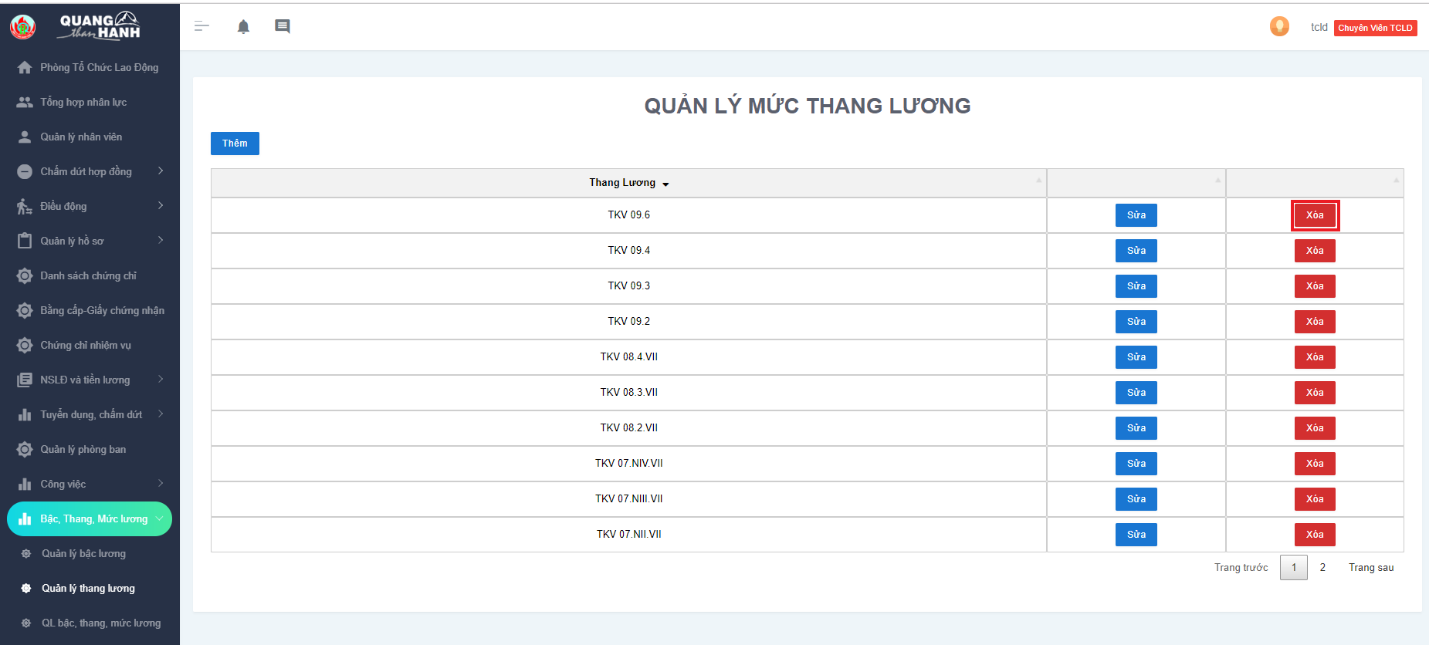 QUANG
than HẠNH
tcld Chuyên Viên TCLD
Phòng Tổ Chức Lao Động
Tổng hợp nhân lực
Quản lý nhân viên
Chấm dứt hợp đồng
Điều động
Quản lý hồ sơ
Danh sách chứng chỉ
Bằng cấp-Giấy chứng nhận
Chứng chỉ nhiệm vụ
NSLĐ và tiền lương
Tuyển dụng, chấm dứt
Quản lý phòng ban
Công việc
Bậc, Thang, Mức lương
Quản lý bậc lương
Quản lý thang lương
QL bậc, thang, mức lương
QUẢN LÝ MỨC THANG LƯƠNG
Thêm
Thang Lương
TKV 09.6 Sửa Xóa
TKV 09.4 Sửa Xóa
TKV 09.3 Sửa Xóa
TKV 09.2 Sửa Xóa
TKV 08.4.VII Sửa Xóa
TKV 08.3.VII Sửa Xóa
TKV 08.2.VII Sửa Xóa
TKV 07.NIV.VII Sửa Xóa
TKV 07.NIII.VII Sửa Xóa
TKV 07.NII.VII Sửa Xóa
Trang trước 1 2 Trang sau